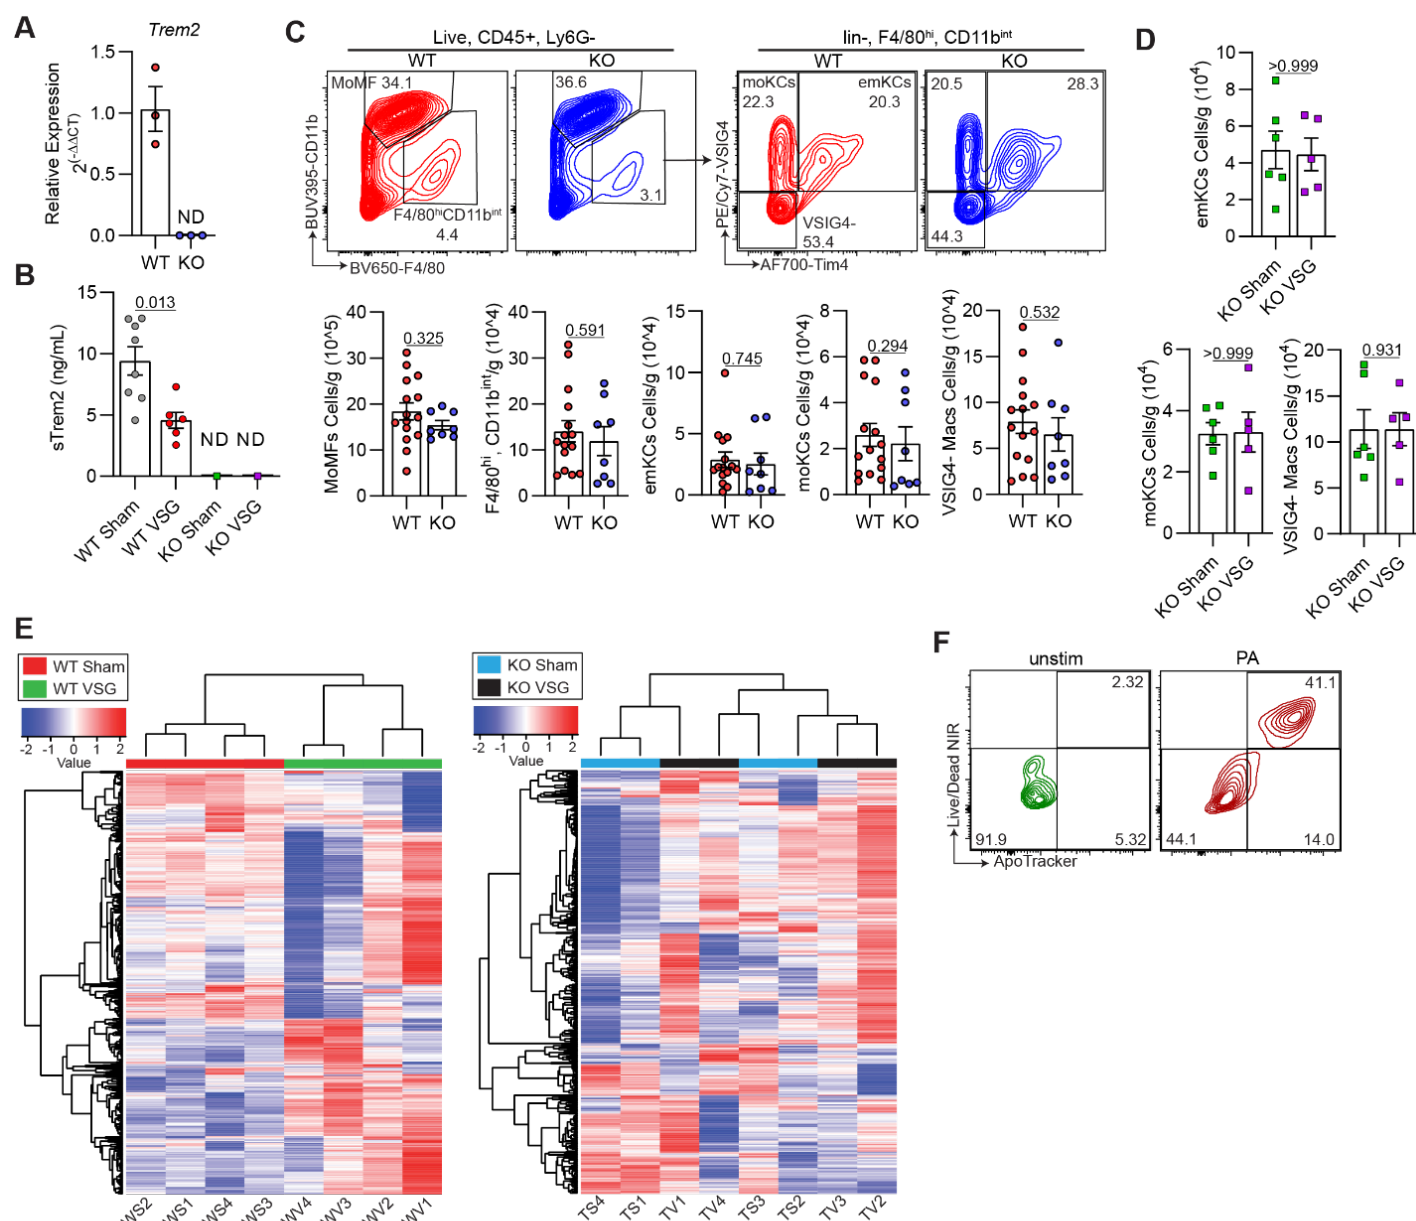 A
Trem2
Relative Expression
2(-ΔΔCT)
1.5
1.0
0.5
0.0
ND
WT KO
B
sTrem2 (ng/mL)
15
10
5
0
0.013
ND ND
WT Sham
WT VSG
KO Sham
KO VSG
C
Live, CD45+, Ly6G-
WT
KO
MoMF 34.1
36.6
F4/80hiCD11bint
4.4
3.1
BUV395-CD11b
BV650-F4/80
lin-, F4/80hi, CD11bint
WT
KO
moKCs
22.3
emKCs
20.3
20.5
28.3
VSIG4-
53.4
44.3
PE/Cy7-VSIG4
AF700-Tim4
MoMFs Cells/g (10^5)
40
30
20
10
0
0.325
WT KO
F4/80hi, CD11bint/g (10^4)
40
30
20
10
0
0.591
WT KO
emKCs Cells/g (10^4)
15
10
5
0
0.745
WT KO
moKCs Cells/g (10^4)
8
6
4
2
0
0.294
WT KO
VSIG4- Macs Cells/g (10^4)
20
15
10
5
0
0.532
WT KO
D
emKCs Cells/g (104)
10
8
6
4
2
0
>0.999
KO Sham
KO VSG
moKCs Cells/g (104)
6
4
2
0
>0.999
KO Sham
KO VSG
VSIG4- Macs Cells/g (104)
20
15
10
5
0
0.931
KO Sham
KO VSG
E
WT Sham
WT VSG
-2 -1 0 1 2
Value
WS2 WS1 WS4 WS3 WV4 WV3 WV2 WV1
KO Sham
KO VSG
-2 -1 0 1 2
Value
TS4 TS1 TV1 TV4 TS3 TS2 TV3 TV2
F
unstim
PA
2.32
91.9
5.32
41.1
44.1
14.0
Live/Dead NIR
ApoTracker